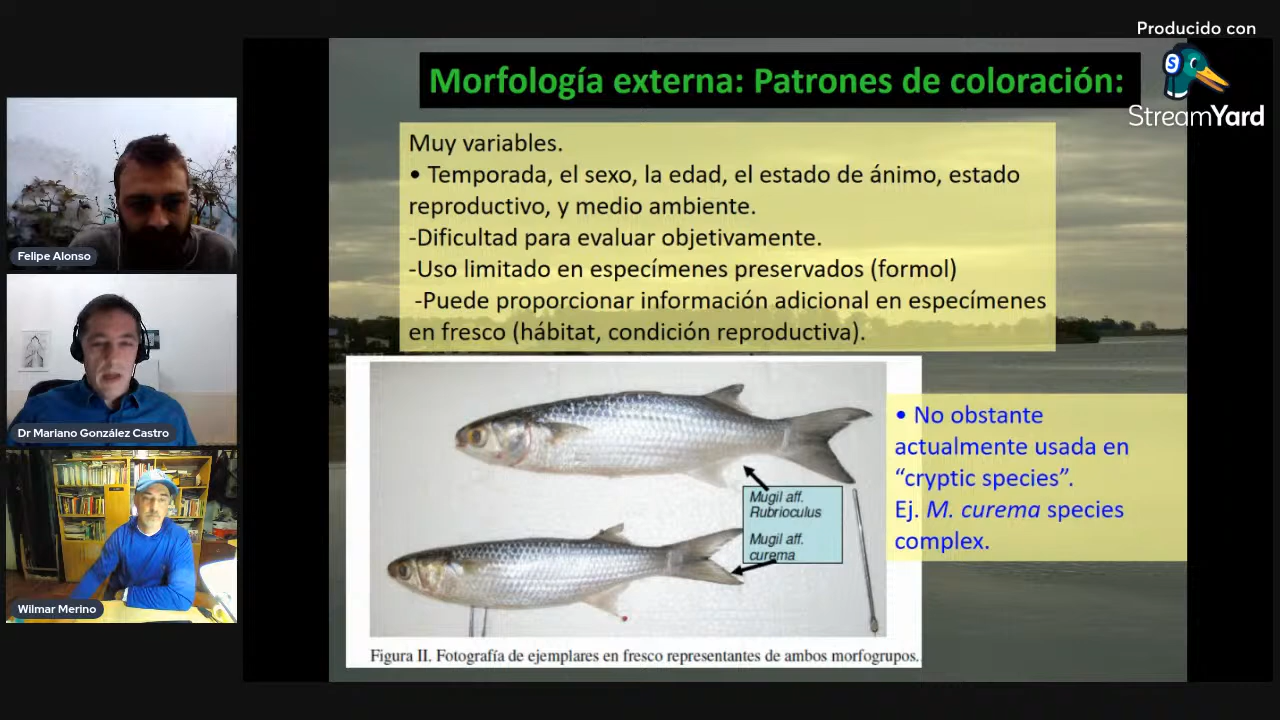 Producido con
StreamYard
Morfología externa: Patrones de coloración:
Muy variables.
• Temporada, el sexo, la edad, el estado de ánimo, estado
reproductivo, y medio ambiente.
-Dificultad para evaluar objetivamente.
-Uso limitado en especímenes preservados (formol)
-Puede proporcionar información adicional en especímenes
en fresco (hábitat, condición reproductiva).
Felipe Alonso
Dr Mariano González Castro
Wilmar Merino
Mugil aff.
Rubrioculus
Mugil aff.
curema
• No obstante
actualmente usada en
“cryptic species”.
Ej. M. curema species
complex.
Figura II. Fotografía de ejemplares en fresco representantes de ambos morfogrupos.